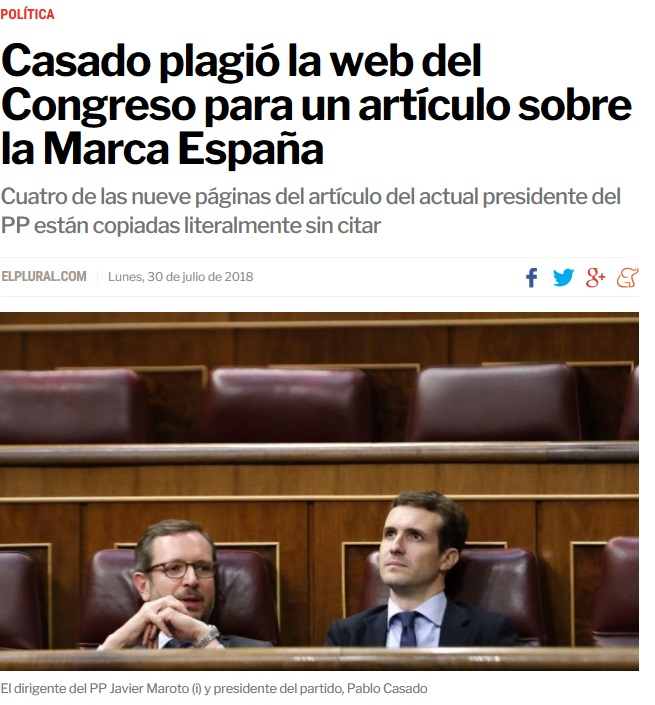 POLÍTICA
Casado plagió la web del
Congreso para un artículo sobre
la Marca España
Cuatro de las nueve páginas del artículo del actual presidente del
PP están copiadas literalmente sin citar
ELPLURAL.COM Lunes, 30 de julio de 2018
El dirigente del PP Javier Maroto (i) y presidente del partido, Pablo Casado